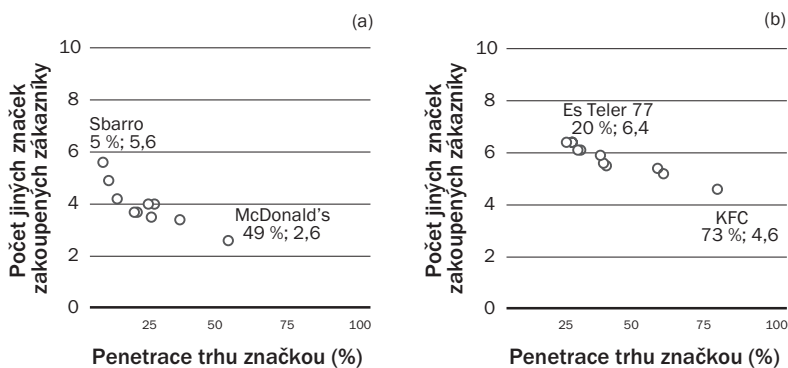 (a)
10
8
6
4
2
0
Sbarro
5 %; 5,6
McDonald's
49 %; 2,6
25 50 75 100
Počet jiných značek
zakoupených zákazníky
Penetrace trhu značkou (%)
(b)
10
8
6
4
2
0
Es Teler 77
20 %; 6,4
KFC
73 %; 4,6
25 50 75 100
Počet jiných značek
zakoupených zákazníky
Penetrace trhu značkou (%)